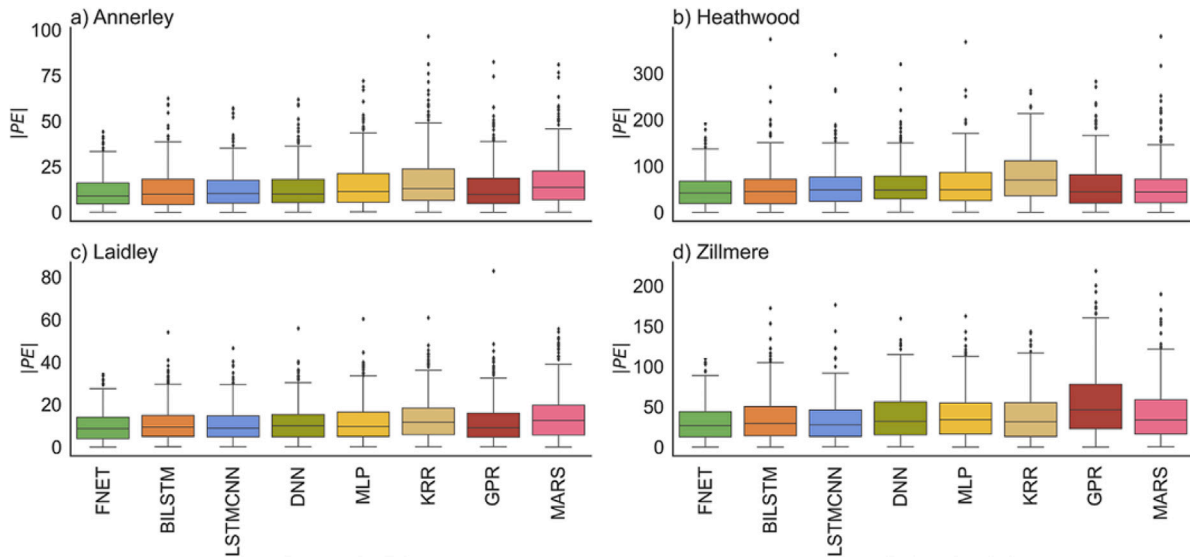 a) Annerley
100
75
50
25
0
|PE|
b) Heathwood
300
200
100
0
|PE|
c) Laidley
80
60
40
20
0
|PE|
d) Zillmere
200
150
100
50
0
|PE|
FNET
BILSTM
LSTMCNN
DNN
MLP
KRR
GPR
MARS
FNET
BILSTM
LSTMCNN
DNN
MLP
KRR
GPR
MARS